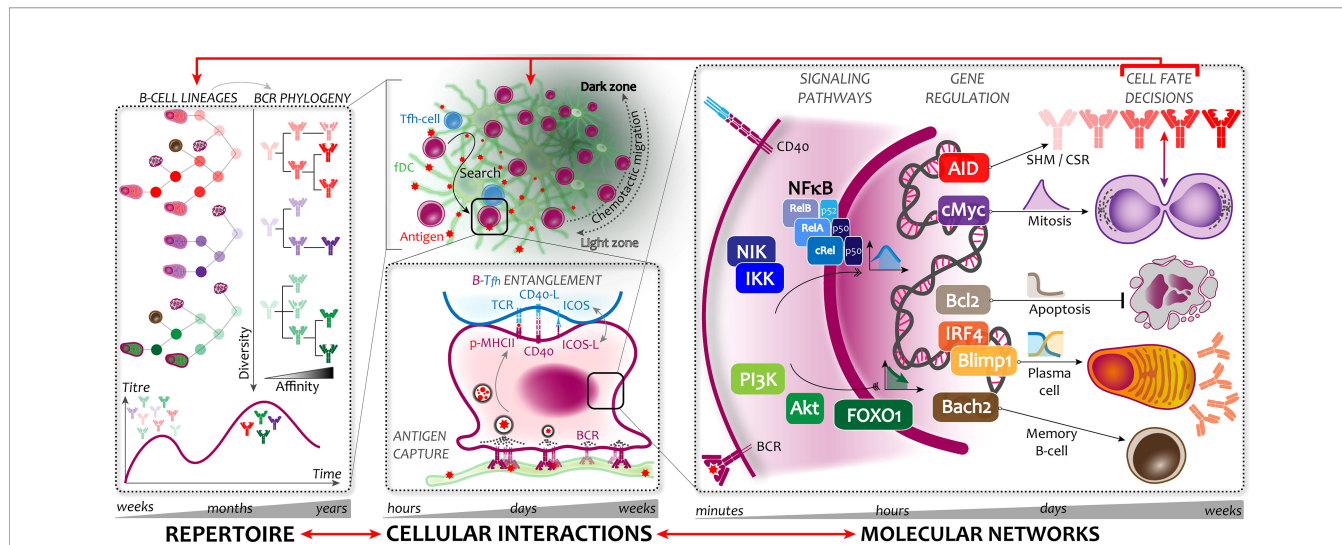 B-CELL LINEAGES
BCR PHYLOGENY
Diversity
Affinity
Titre
Time
weeks
months
years
REPERTOIRE
Tfh-cell
fDC
Search
Antigen
Dark zone
Chemotactic migration
Light zone
B-Tfh ENTANGLEMENT
CD40-L
TCR
ICOS
p-MHCII
CD40
ICOS-L
ANTIGEN
CAPTURE
BCR
hours
days
weeks
CELLULAR INTERACTIONS
SIGNALING
PATHWAYS
GENE
REGULATION
CELL FATE
DECISIONS
CD40
NFκB
RelB
p52
RelA
p50
cRel
p50
NIK
IKK
PI3K
Akt
FOXO1
BCR
AID
SHM / CSR
cMyc
Mitosis
Bcl2
Apoptosis
IRF4
Blimp1
Plasma
cell
Bach2
Memory
B-cell
minutes
hours
days
weeks
MOLECULAR NETWORKS